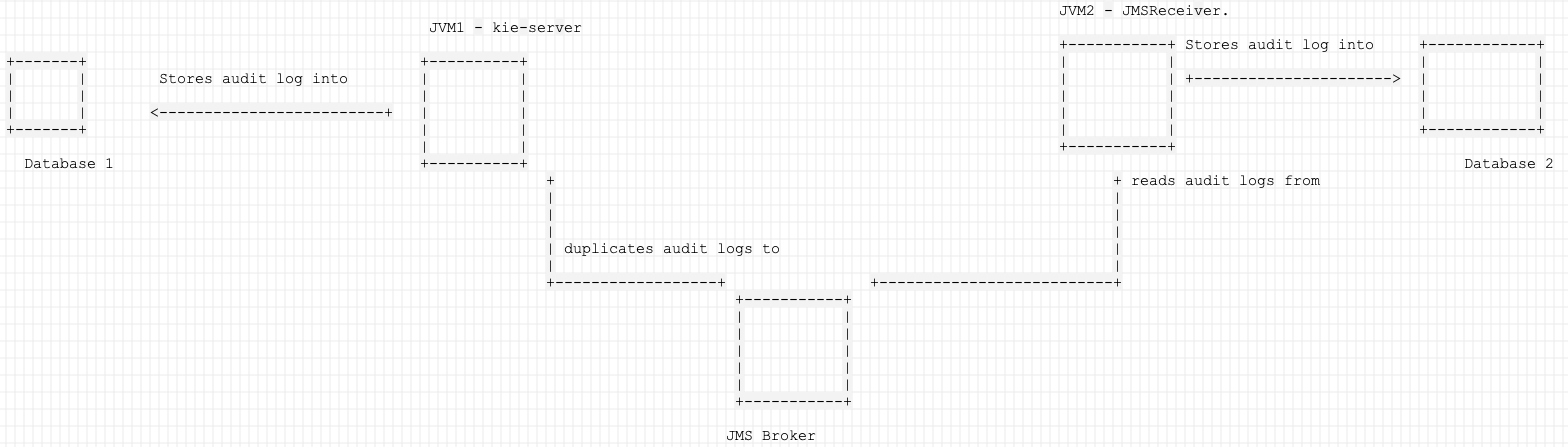 JVM2 - JMSReceiver.
JVM1 - kie-server
Stores audit log into
Stores audit log into
Database 1
Database 2
reads audit logs from
duplicates audit logs to
JMS Broker